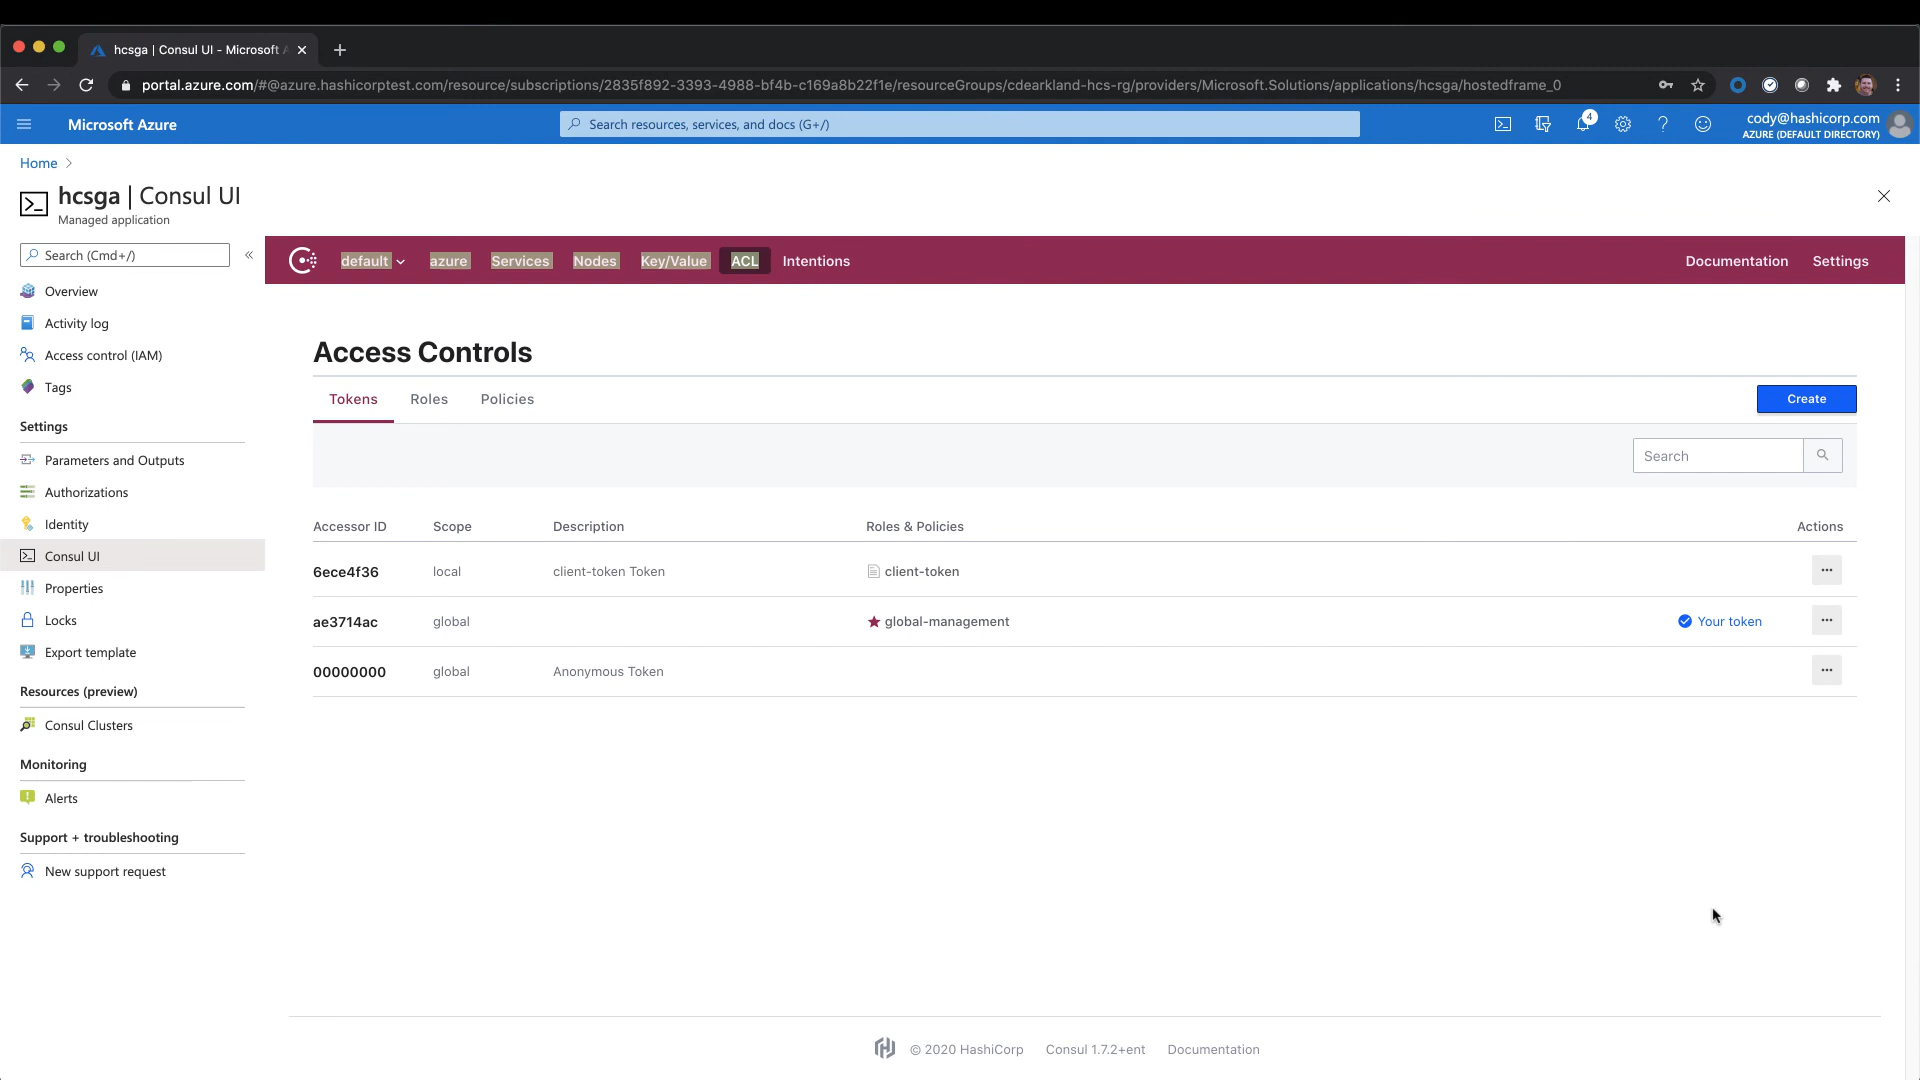 hcsga | Consul UI - Microsoft A
portal.azure.com/#@azure.hashicorptest.com/resource/subscriptions/2835f892-3393-4988-bf4b-c169a8b22f1e/resourceGroups/cdearkland-hcs-rg/providers/Microsoft.Solutions/applications/hcsga/hostedframe_0
Microsoft Azure
Search resources, services, and docs (G+/)
4
cody@hashicorp.com
AZURE (DEFAULT DIRECTORY)
Home
hcsga | Consul UI
Managed application
Search (Cmd+/)
«
Overview
Activity log
Access control (IAM)
Tags
Settings
Parameters and Outputs
Authorizations
Identity
Consul UI
Properties
Locks
Export template
Resources (preview)
Consul Clusters
Monitoring
Alerts
Support + troubleshooting
New support request
default azure Services Nodes Key/Value ACL Intentions Documentation Settings
Access Controls
Tokens Roles Policies Create
Search
Accessor ID Scope Description Roles & Policies Actions
6ece4f36 local client-token Token client-token
ae3714ac global global-management Your token
00000000 global Anonymous Token
© 2020 HashiCorp Consul 1.7.2+ent Documentation